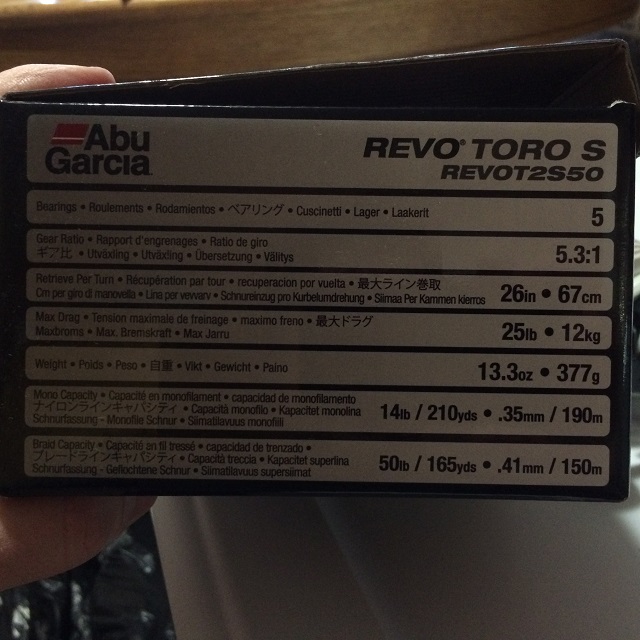 Abu
Garcia
REVO® TORO S
REVOT2S50
Bearings • Roulements • Rodamientos • ベアリング • Cuscinetti • Lager • Laakerit
5
Gear Ratio • Rapport d'engrenages • Ratio de giro
ギア比 • Utväxling • Utväxling • Übersetzung • Välitys
5.3:1
Retrieve Per Turn • Récupération par tour • recuperacion por vuelta • 最大ライン巻取
Cm per giro di manovella • Lina per vevvarv • Schnureinzug pro Kurbelumdrehung • Siimaa Per Kammen kierros
26in • 67cm
Max Drag • Tension maximale de freinage • maximo freno • 最大ドラグ
Maxbroms • Max. Bremskraft • Max Jarru
25lb • 12kg
Weight • Poids • Peso • 自重 • Vikt • Gewicht • Paino
13.3oz • 377g
Mono Capacity • Capacité en monofilament • capacidad de monofilamento
ナイロンラインキャパシティ • Capacità monofilo • Kapacitet monolina
Schnurfassung - Monofile Schnur • Siimatilavuus monofiili
14lb / 210yds • .35mm / 190m
Braid Capacity • Capacité en fil tressé • capacidad de trenzado •
ブレードラインキャパシティ • Capacità treccia • Kapacitet superlina
Schnurfassung - Geflochtene Schnur • Siimatilavuus supersiimat
50lb / 165yds • .41mm / 150m